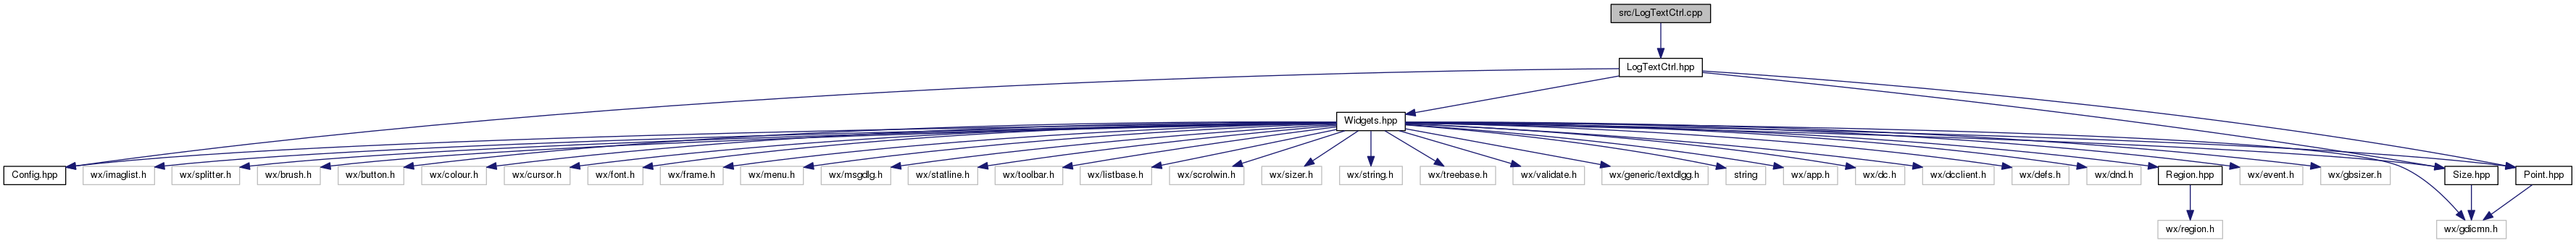 src/LogTextCtrl.cpp
LogTextCtrl.hpp
Widgets.hpp
Config.hpp
wx/imaglist.h
wx/splitter.h
wx/brush.h
wx/button.h
wx/colour.h
wx/cursor.h
wx/font.h
wx/frame.h
wx/menu.h
wx/msgdlg.h
wx/statline.h
wx/toolbar.h
wx/listbase.h
wx/scrolwin.h
wx/sizer.h
wx/string.h
wx/treebase.h
wx/validate.h
wx/generic/textdlgg.h
string
wx/app.h
wx/dc.h
wx/dcclient.h
wx/defs.h
wx/dnd.h
Region.hpp
wx/event.h
wx/gbsizer.h
Size.hpp
Point.hpp
wx/region.h
wx/gdicmn.h